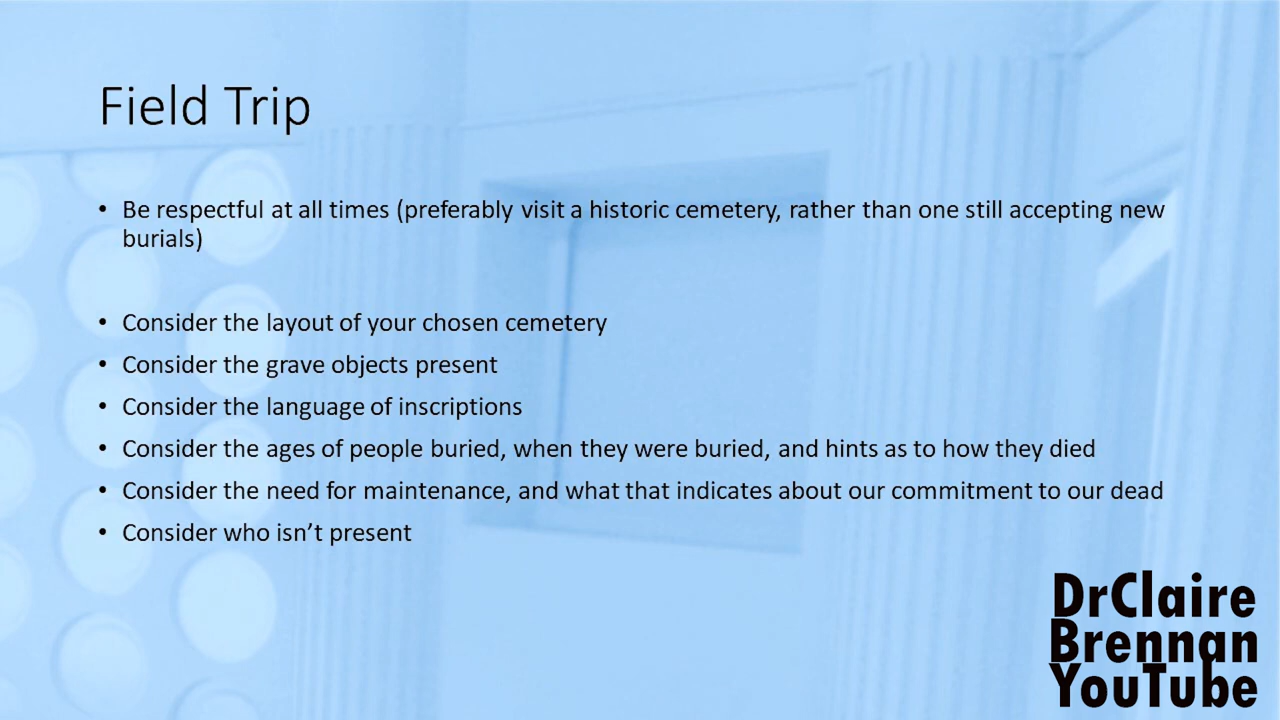 Field Trip
• Be respectful at all times (preferably visit a historic cemetery, rather than one still accepting new
burials)
• Consider the layout of your chosen cemetery
• Consider the grave objects present
• Consider the language of inscriptions
• Consider the ages of people buried, when they were buried, and hints as to how they died
• Consider the need for maintenance, and what that indicates about our commitment to our dead
• Consider who isn’t present
DrClaire
Brennan
YouTube